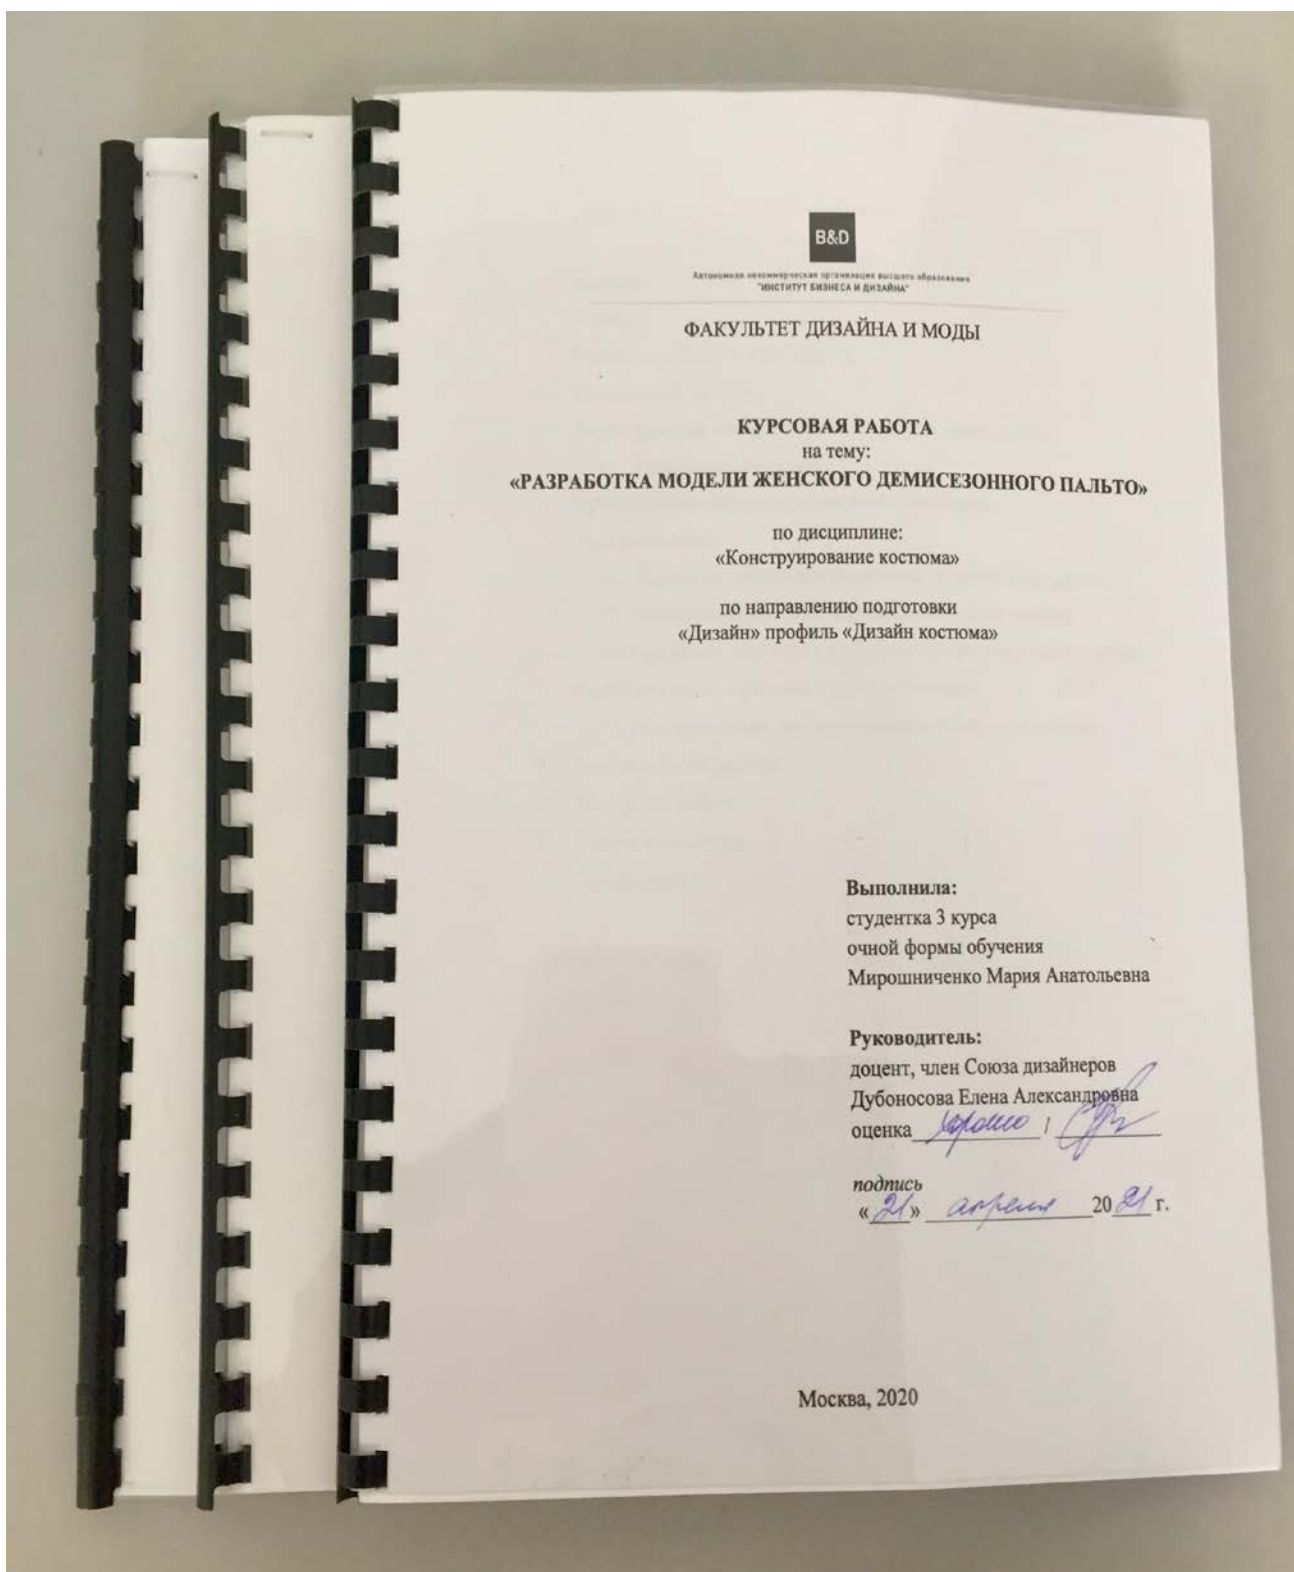 B&D
Автономная некоммерческая организация высшего образования
"ИНСТИТУТ БИЗНЕСА И ДИЗАЙНА"
ФАКУЛЬТЕТ ДИЗАЙНА И МОДЫ
КУРСОВАЯ РАБОТА
на тему:
«РАЗРАБОТКА МОДЕЛИ ЖЕНСКОГО ДЕМИСЕЗОННОГО ПАЛЬТО»
по дисциплине:
«Конструирование костюма»
по направлению подготовки
«Дизайн» профиль «Дизайн костюма»
Выполнила:
студентка 3 курса
очной формы обучения
Мирошниченко Мария Анатольевна
Руководитель:
доцент, член Союза дизайнеров
Дубоносова Елена Александровна
оценка хорошо /
подпись
«21» апреля 2021 г.
Москва, 2020